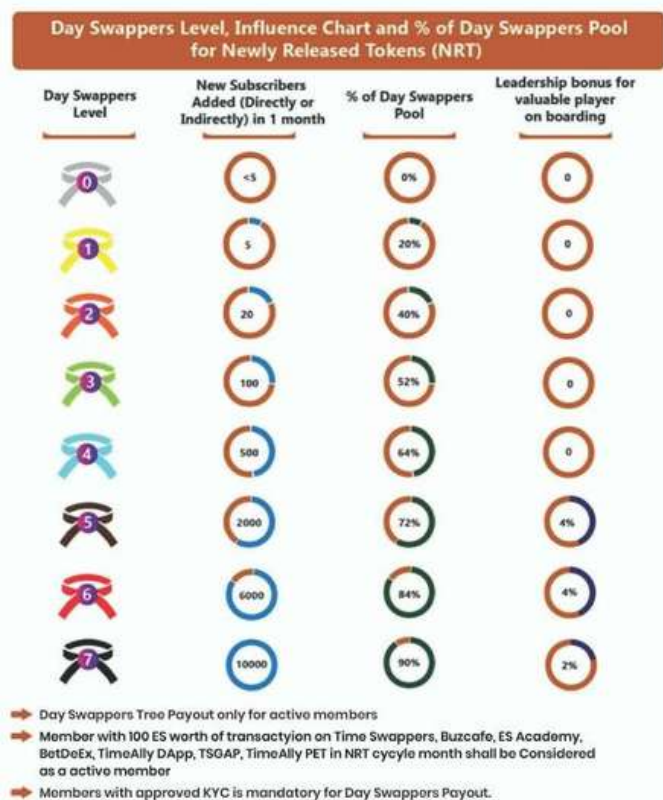 Day Swappers Level, Influence Chart and % of Day Swappers Pool
for Newly Released Tokens (NRT)
Day Swappers
Level
New Subscribers
Added (Directly or
Indirectly) in 1 month
% of Day Swappers
Pool
Leadership bonus for
valuable player
on boarding
0 <5 0% 0
1 5 20% 0
2 20 40% 0
3 100 52% 0
4 500 64% 0
5 2000 72% 4%
6 6000 84% 4%
7 10000 90% 2%
Day Swappers Tree Payout only for active members
Member with 100 ES worth of transactyion on Time Swappers, Buzcafe, ES Academy,
BetDeEx, TimeAlly DApp, TSGAP, TimeAlly PET in NRT cycyle month shall be Considered
as a active member
Members with approved KYC is mandatory for Day Swappers Payout.